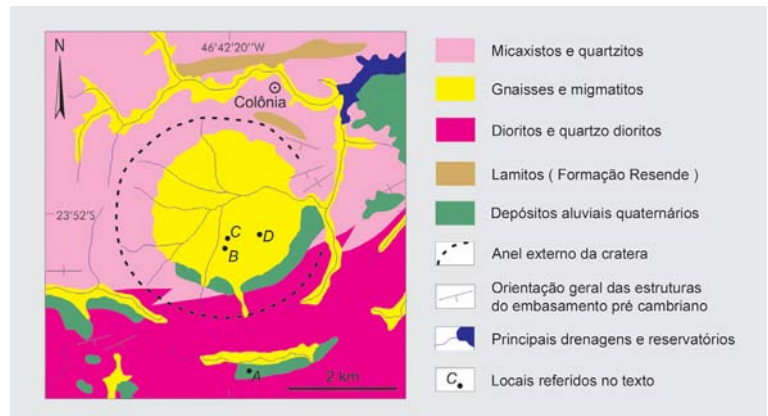 N
46°42'20"W
Colônia
23°52'S
C
D
B
A
2 km
Micaxistos e quartzitos
Gnaisses e migmatitos
Dioritos e quartzo dioritos
Lamitos ( Formação Resende )
Depósitos aluviais quaternários
Anel externo da cratera
Orientação geral das estruturas
do embasamento pré cambriano
Principais drenagens e reservatórios
C
Locais referidos no texto